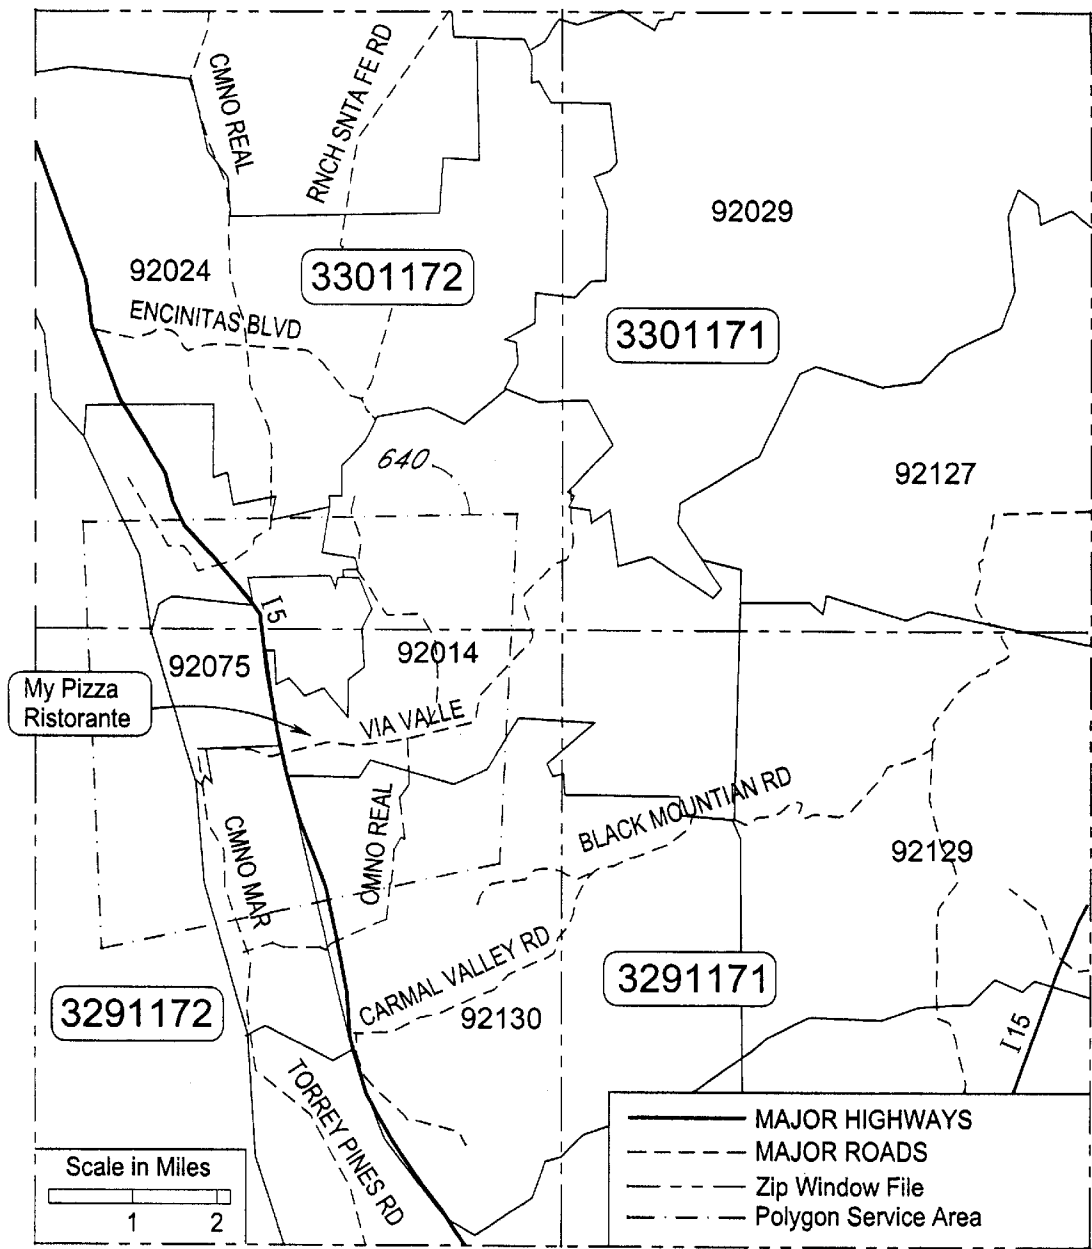 CMNO REAL
RNCH SNTA FE RD
92029
92024
3301172
ENCINITAS BLVD
3301171
640
92127
I5
92075
92014
My Pizza
Ristorante
VIA VALLE
BLACK MOUNTIAN RD
CMNO MAR
CMNO REAL
92129
CARMAL VALLEY RD
3291171
3291172
92130
I15
TORREY PINES RD
Scale in Miles
1 2
MAJOR HIGHWAYS
MAJOR ROADS
Zip Window File
Polygon Service Area